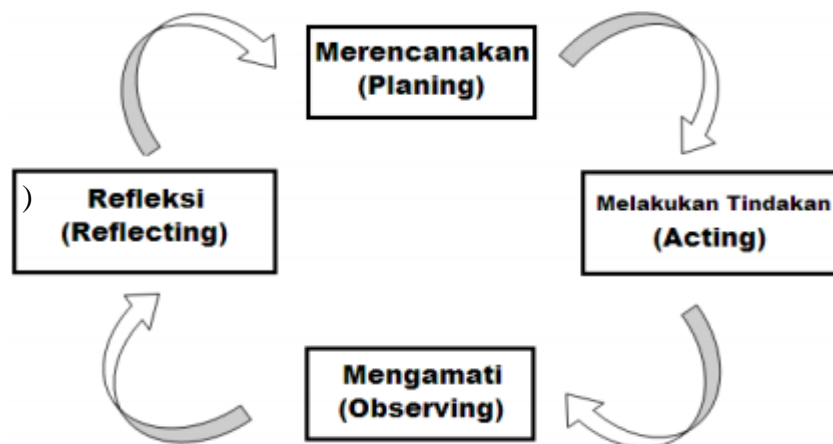 Merencanakan
(Planing)
Melakukan Tindakan
(Acting)
Mengamati
(Observing)
) Refleksi
(Reflecting)